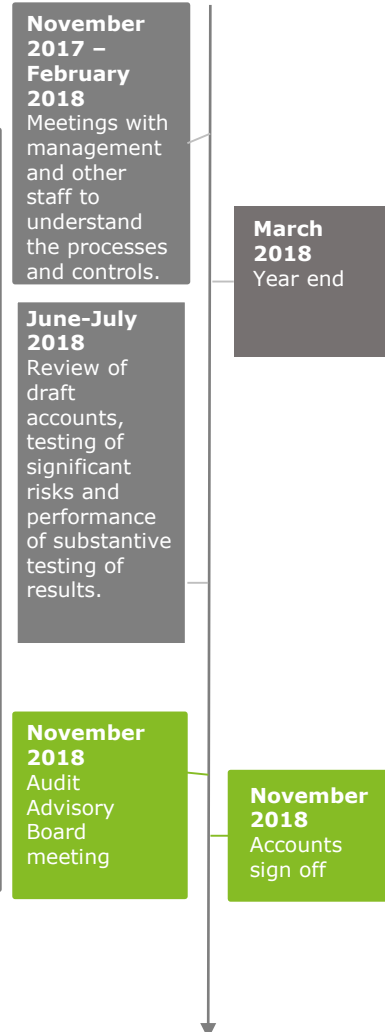 November
2017 –
February
2018
Meetings with
management
and other
staff to
understand
the processes
and controls.
March
2018
Year end
June-July
2018
Review of
draft
accounts,
testing of
significant
risks and
performance
of substantive
testing of
results.
November
2018
Audit
Advisory
Board
meeting
November
2018
Accounts
sign off